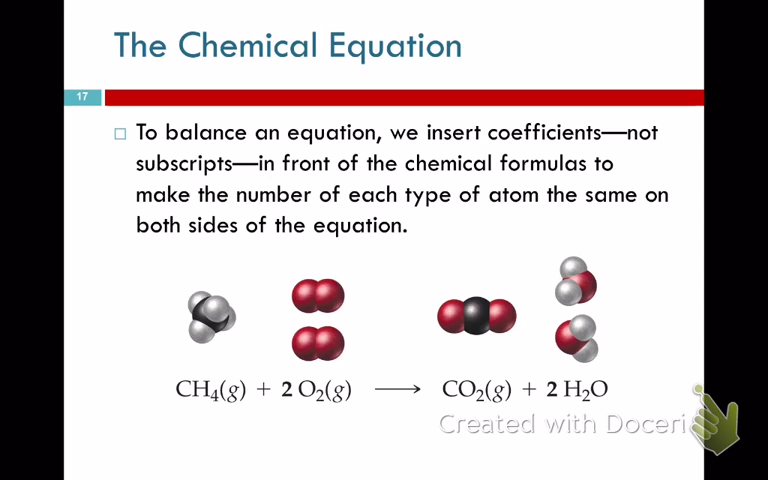 The Chemical Equation
17
To balance an equation, we insert coefficients—not
subscripts—in front of the chemical formulas to
make the number of each type of atom the same on
both sides of the equation.
CH₄(g) + 2 O₂(g) ⟶ CO₂(g) + 2 H₂O
Created with Doceri